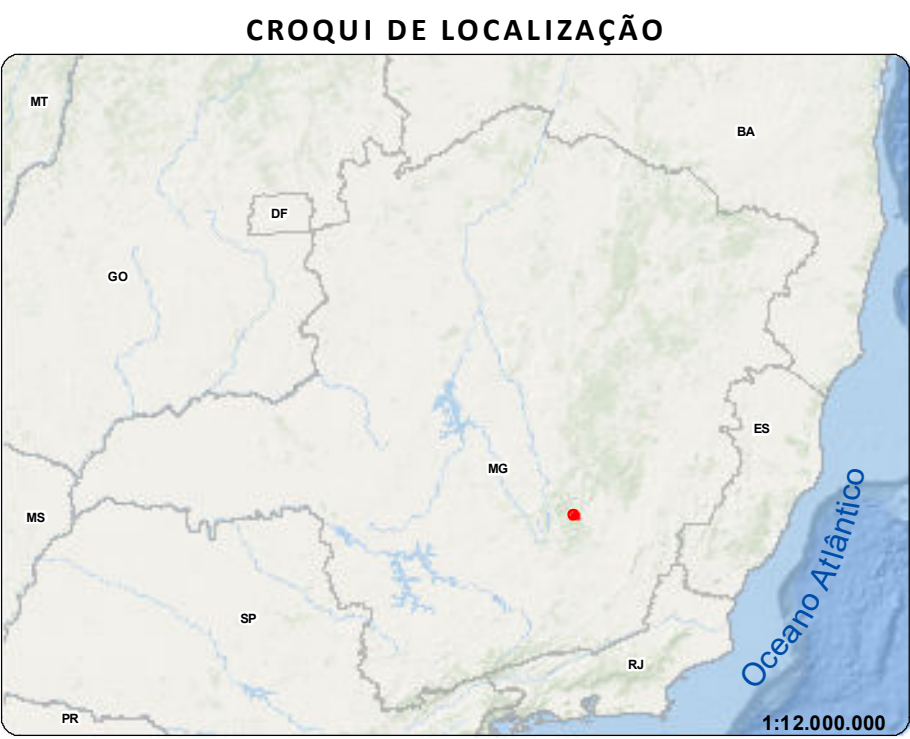 CROQUI DE LOCALIZAÇÃO
MT
BA
DF
GO
ES
MG
MS
Oceano Atlântico
SP
RJ
PR
1:12.000.000